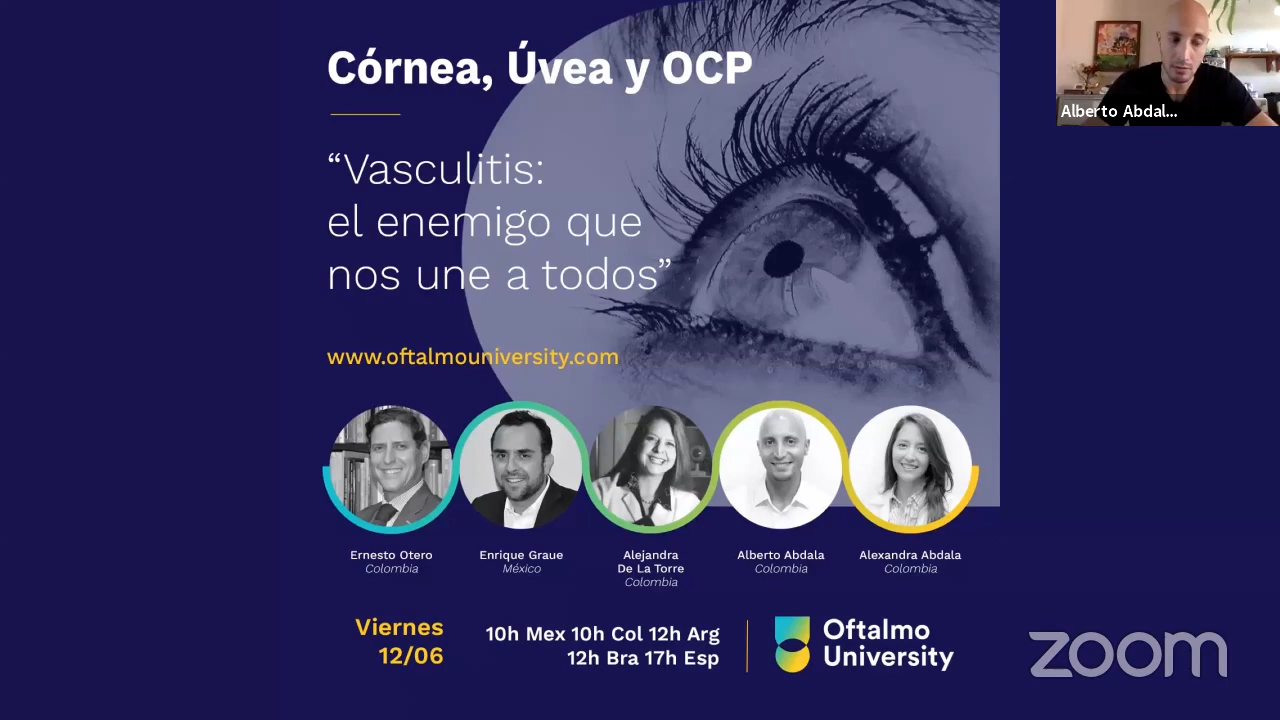 Córnea, Úvea y OCP
Alberto Abdal...
“Vasculitis:
el enemigo que
nos une a todos”
www.oftalmouniversity.com
Ernesto Otero
Colombia
Enrique Graue
México
Alejandra
De La Torre
Colombia
Alberto Abdala
Colombia
Alexandra Abdala
Colombia
Viernes
12/06
10h Mex 10h Col 12h Arg
12h Bra 17h Esp
Oftalmo
University
zoom